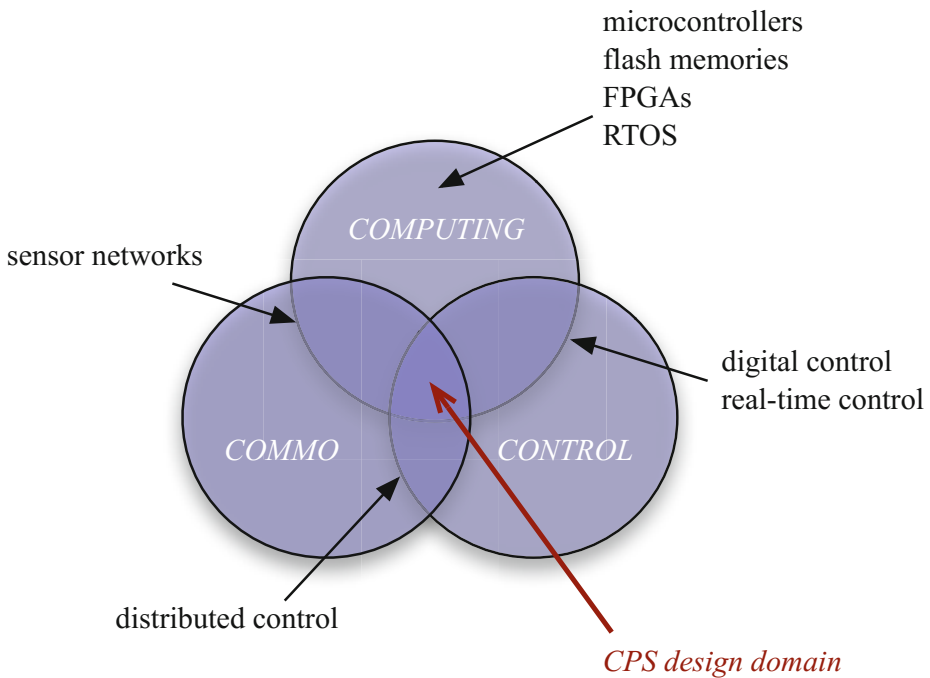 microcontrollers
flash memories
FPGAs
RTOS
COMPUTING
sensor networks
digital control
real-time control
COMMO
CONTROL
distributed control
CPS design domain